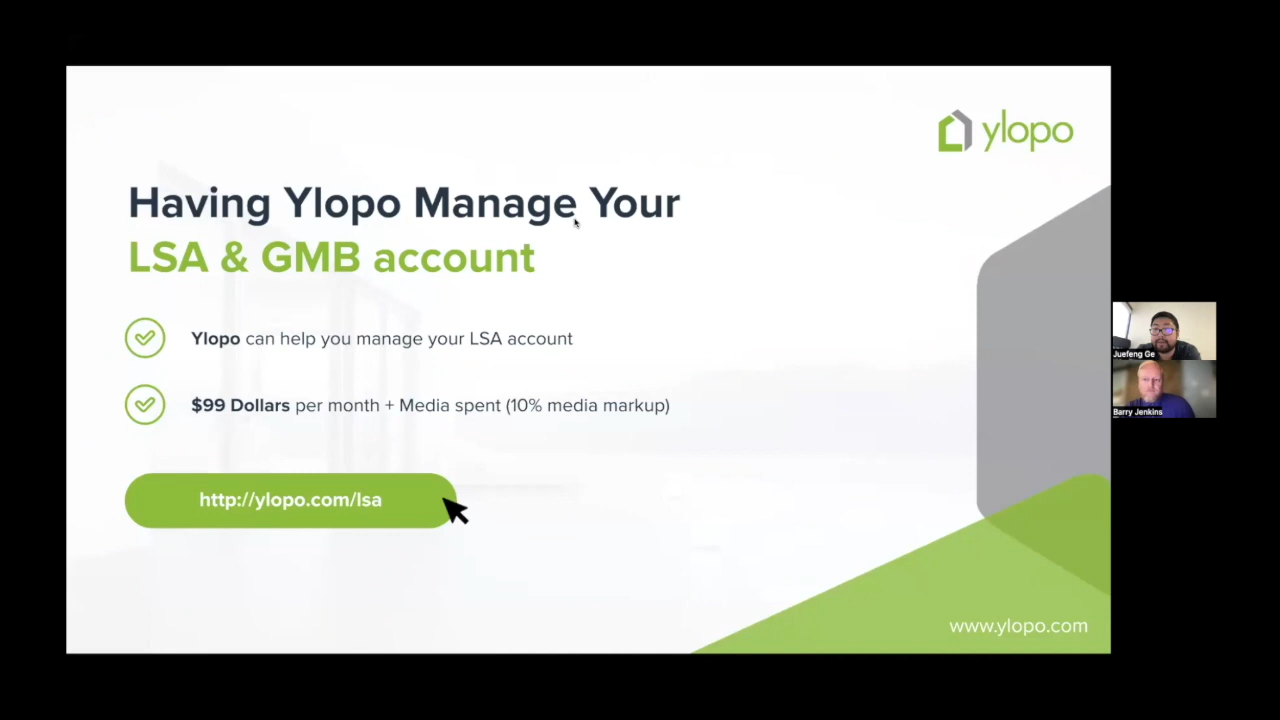 ylopo
Having Ylopo Manage Your
LSA & GMB account
Ylopo can help you manage your LSA account
$99 Dollars per month + Media spent (10% media markup)
http://ylopo.com/lsa
www.ylopo.com
Juefeng Ge
Barry Jenkins